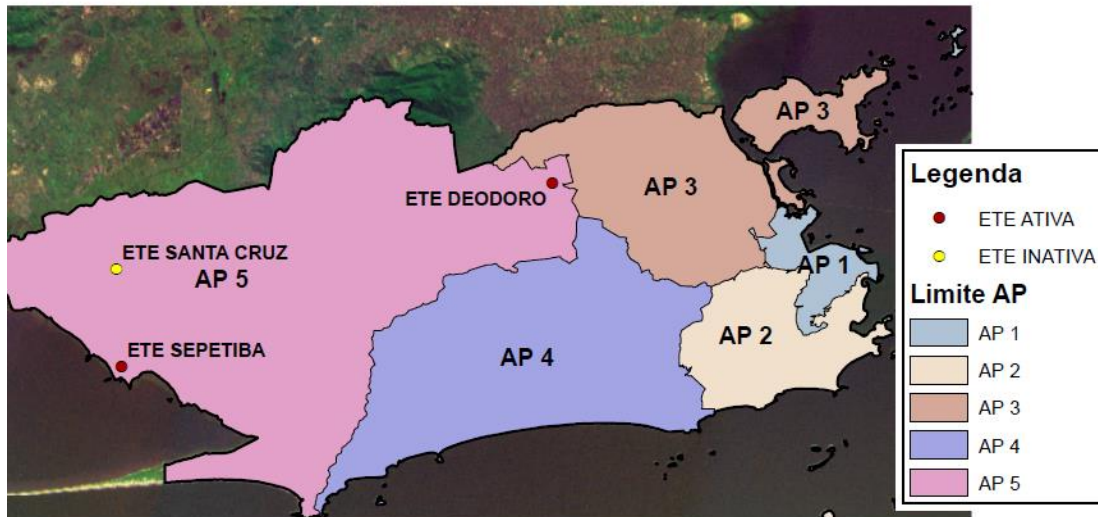 AP 3
ETE DEODORO
AP 3
ETE SANTA CRUZ
AP 5
AP 1
ETE SEPETIBA
AP 4
AP 2
Legenda
ETE ATIVA
ETE INATIVA
Limite AP
AP 1
AP 2
AP 3
AP 4
AP 5